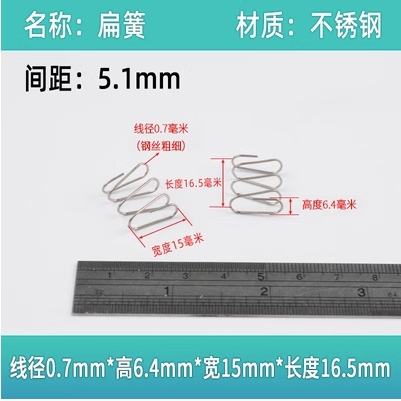 名称：扁簧 材质：不锈钢
间距：5.1mm
线径0.7毫米
（钢丝粗细）
长度16.5毫米
高度6.4毫米
宽度15毫米
1 2 3
线径0.7mm*高6.4mm*宽15mm*长度16.5mm